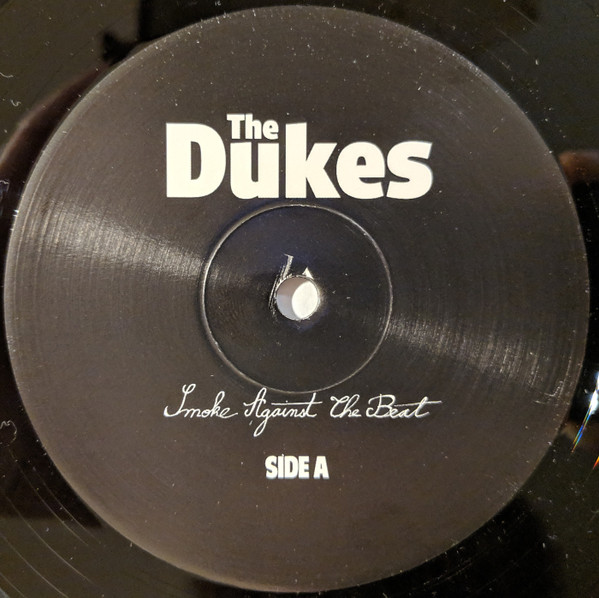 The
Dukes
Smoke Against The Beat
SIDE A